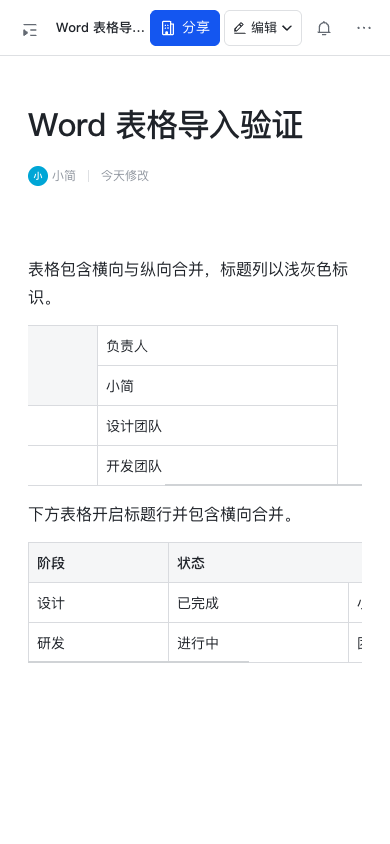 Word 表格导... 分享 编辑
Word 表格导入验证
小 小简 今天修改
表格包含横向与纵向合并，标题列以浅灰色标
识。
负责人
小简
设计团队
开发团队
下方表格开启标题行并包含横向合并。
阶段 状态
设计 已完成
研发 进行中